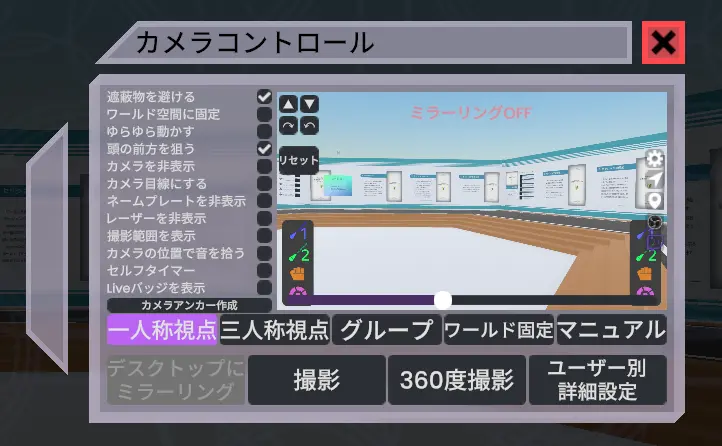 カメラコントロール
遮蔽物を避ける
ワールド空間に固定
ゆらゆら動かす
頭の前方を狙う
カメラを非表示
カメラ目線にする
ネームプレートを非表示
レーザーを非表示
撮影範囲を表示
カメラの位置で音を拾う
セルフタイマー
Liveバッジを表示
カメラアンカー作成
ミラーリングOFF
リセット
1
2
1
2
一人称視点
三人称視点
グループ
ワールド固定
マニュアル
デスクトップに
ミラーリング
撮影
360度撮影
ユーザー別
詳細設定